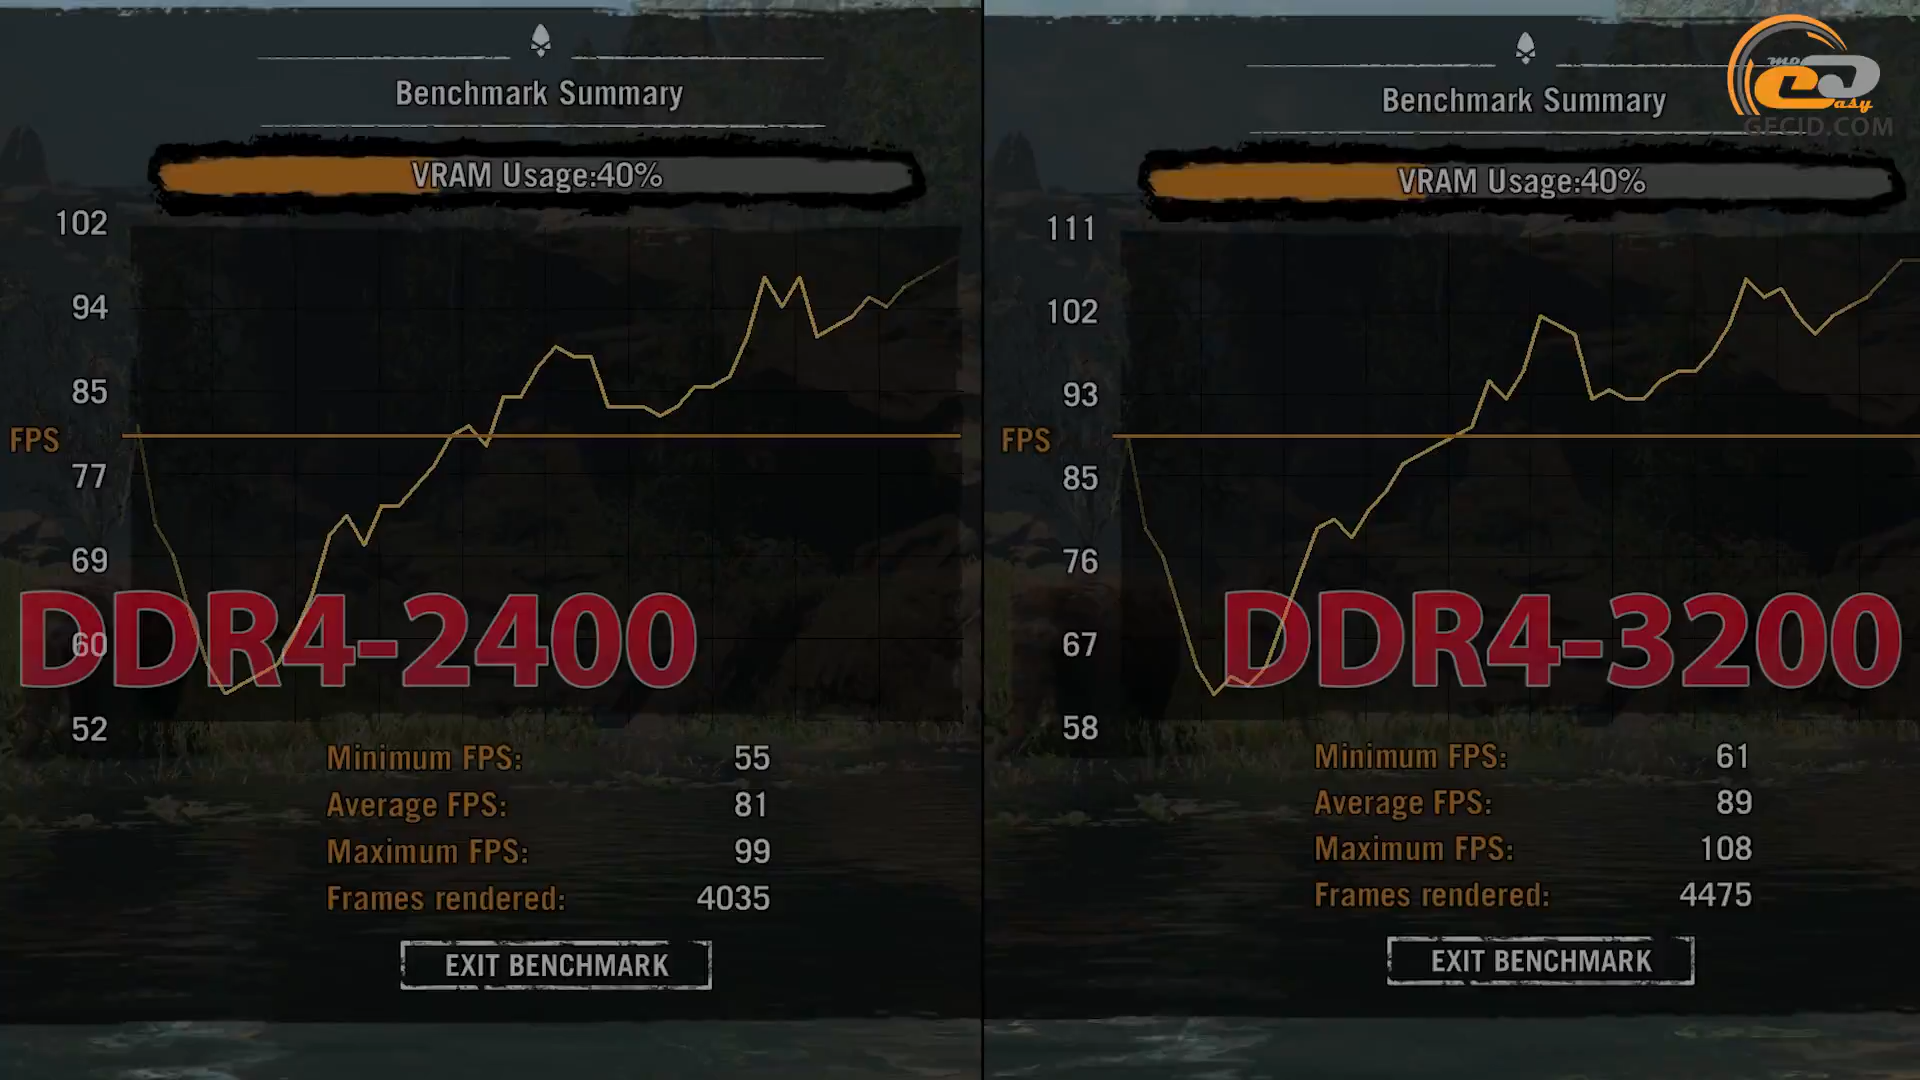 Benchmark Summary
VRAM Usage:40%
102
94
85
FPS
77
69
60
52
DDR4-2400
Minimum FPS: 55
Average FPS: 81
Maximum FPS: 99
Frames rendered: 4035
EXIT BENCHMARK
Benchmark Summary
VRAM Usage:40%
111
102
93
FPS
85
76
67
58
DDR4-3200
Minimum FPS: 61
Average FPS: 89
Maximum FPS: 108
Frames rendered: 4475
EXIT BENCHMARK
asy
GECID.COM